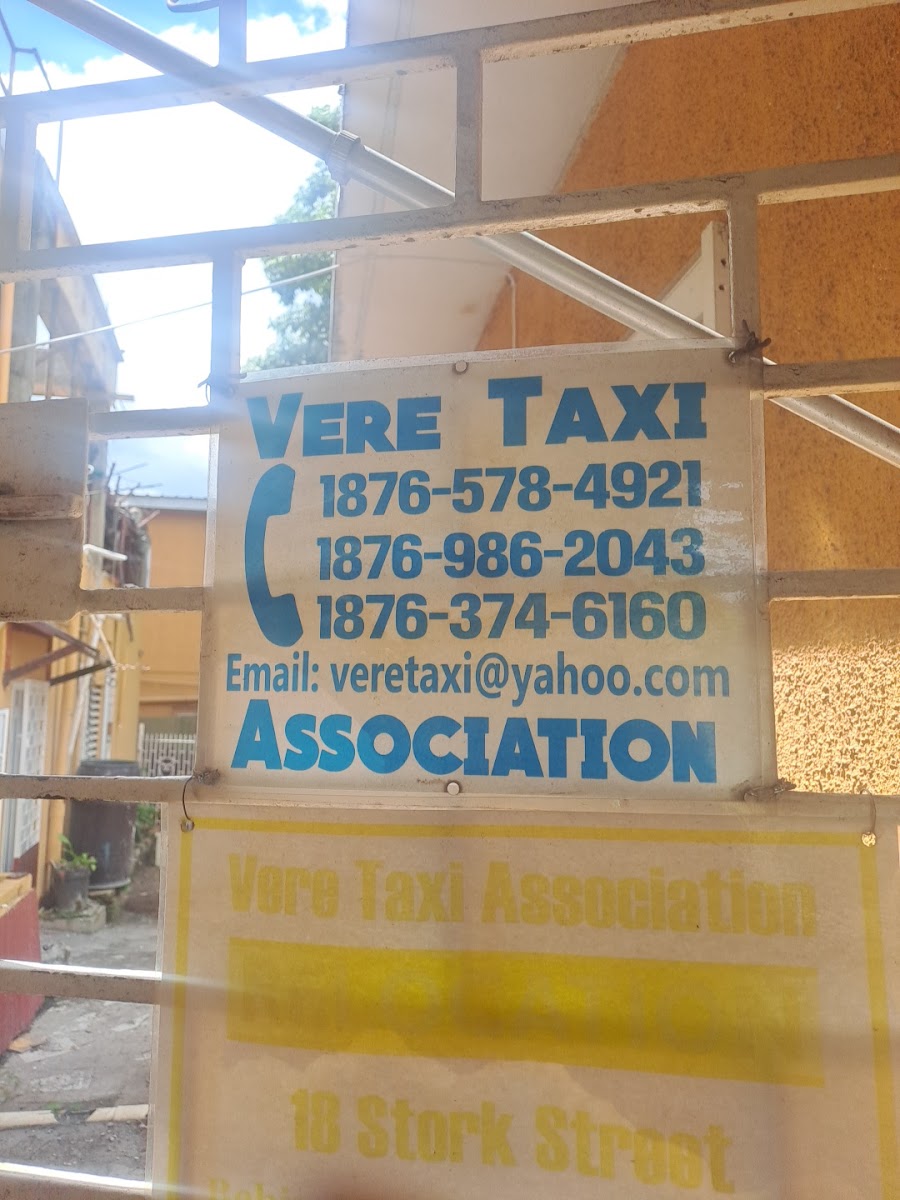 VERE TAXI
1876-578-4921
1876-986-2043
1876-374-6160
Email: veretaxi@yahoo.com
ASSOCIATION
Vere Taxi Association
18 Stork Street